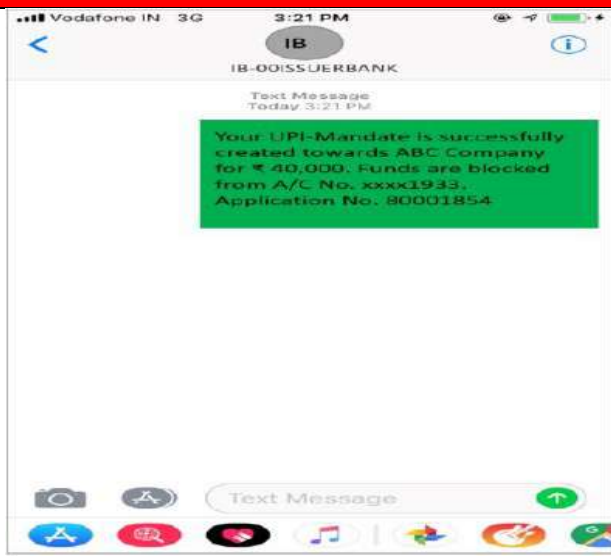 Vodafone IN 3G 3:21 PM
IB
IB-00ISSUERBANK
Text Message
Today 3:21 PM
Your UPI-Mandate is successfully
created towards ABC Company
for ₹ 40,000. Funds are blocked
from A/C No. xxxx1933.
Application No. 80001854
Text Message